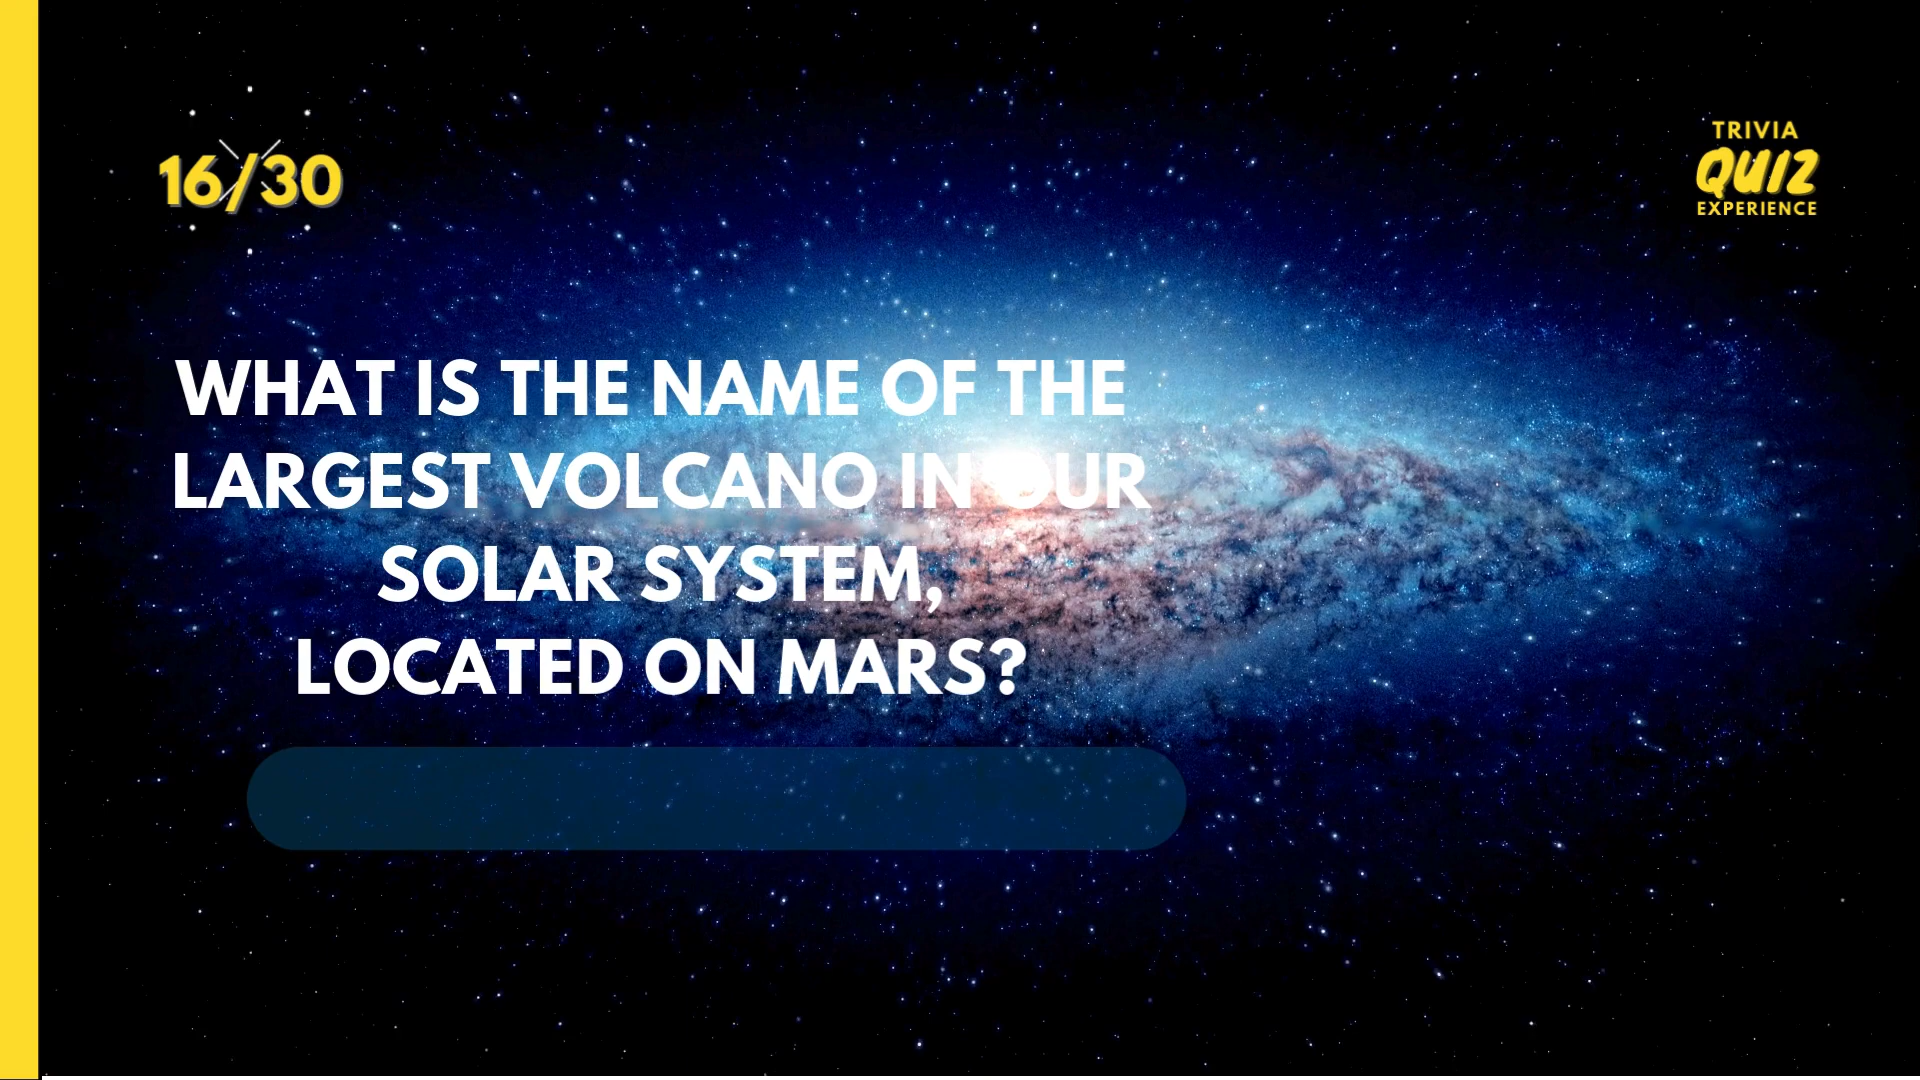 16/30
TRIVIA
QUIZ
EXPERIENCE
WHAT IS THE NAME OF THE
LARGEST VOLCANO IN OUR
SOLAR SYSTEM,
LOCATED ON MARS?